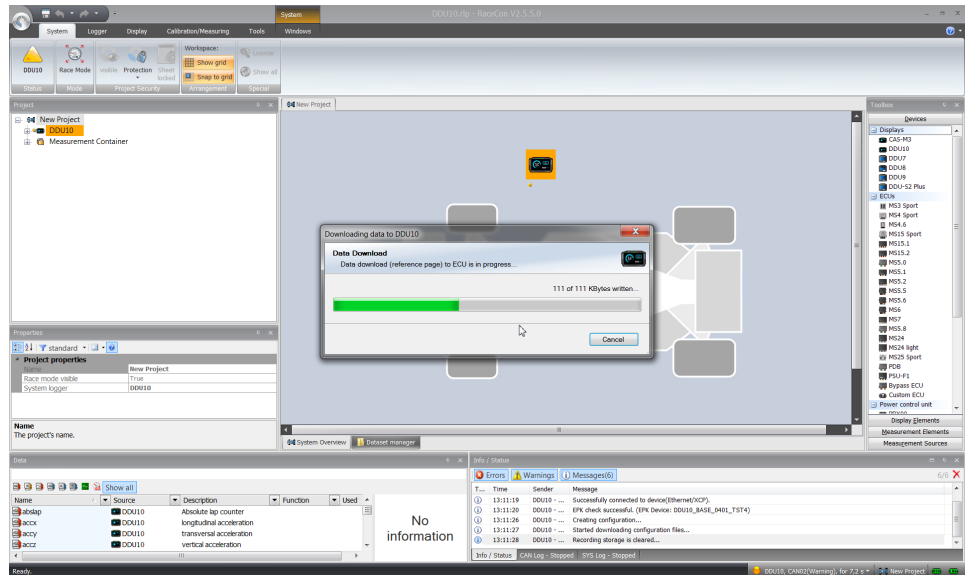 System
DDU10.rlp - RaceCon V2.5.5.0
System Logger Display Calibration/Measuring Tools Windows
DDU10
Race Mode
visible
Protection
Sheet locked
Workspace:
Show grid
Snap to grid
Show all
Status Mode Project Security Arrangement Special
Project
New Project
DDU10
Measurement Container
New Project
Toolbox
Devices
Displays
CAS-M3
DDU10
DDU7
DDU8
DDU9
DDU-S2 Plus
ECUs
MS3 Sport
MS4 Sport
MS4.6
MS15 Sport
MS15.1
MS15.2
MS5.0
MS5.1
MS5.2
MS5.5
MS5.6
MS6
MS7
MS5.8
MS24
MS24 light
MS25 Sport
PDB
PSU-F1
Bypass ECU
Custom ECU
Power control unit
Display Elements
Measurement Elements
Measurement Sources
Downloading data to DDU10
Data Download
Data download (reference page) to ECU is in progress...
111 of 111 KBytes written...
Cancel
Properties
standard
Project properties
Name New Project
Race mode visible True
System logger DDU10
Name
The project's name.
System Overview Dataset manager
Data
Show all
Name Source Description Function Used
abslap DDU10 Absolute lap counter
accx DDU10 longitudinal acceleration
accy DDU10 transversal acceleration
accz DDU10 vertical acceleration
No information
Info / Status
Errors Warnings Messages(6) 6/6
T... Time Sender Message
13:11:19 DDU10 - ... Successfully connected to device(Ethernet/XCP).
13:11:20 DDU10 - ... EPK check successful. (EPK Device: DDU10_BASE_0401_TST4)
13:11:26 DDU10 - ... Creating configuration...
13:11:27 DDU10 - ... Started downloading configuration files...
13:11:28 DDU10 - ... Recording storage is cleared...
Info / Status CAN Log - Stopped SYS Log - Stopped
Ready.
DDU10, CAN02(Warning), for 7,2 s New Project